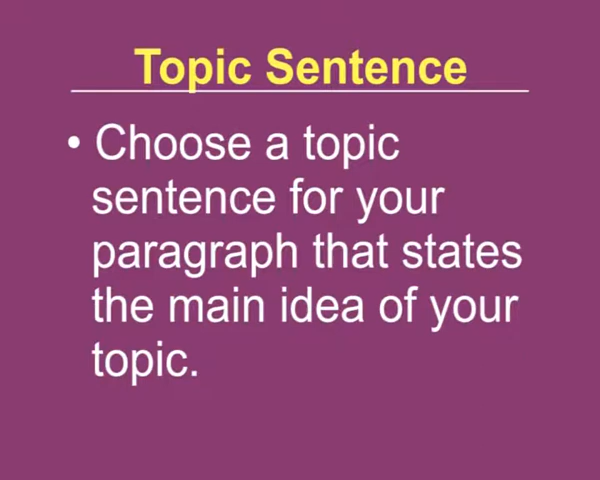 Topic Sentence
• Choose a topic
sentence for your
paragraph that states
the main idea of your
topic.